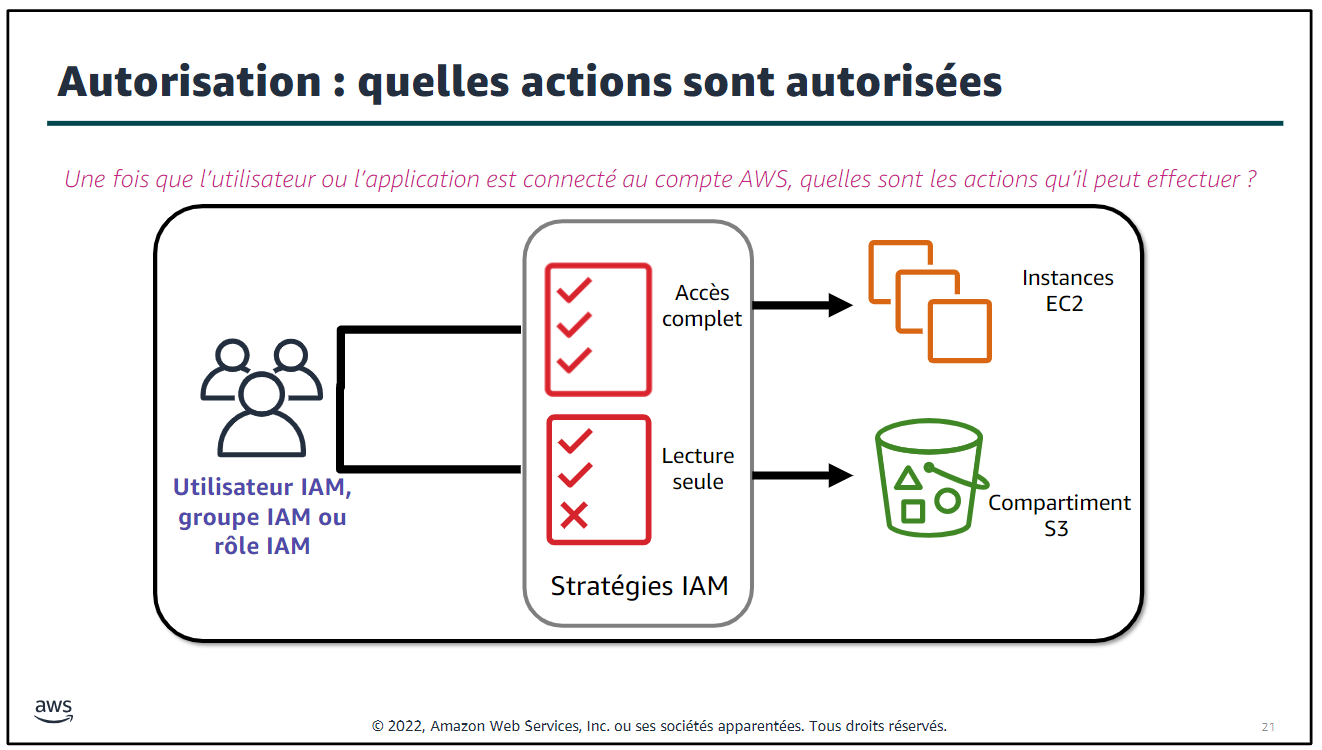 Autorisation : quelles actions sont autorisées
Une fois que l’utilisateur ou l’application est connecté au compte AWS, quelles sont les actions qu’il peut effectuer ?
Accès
complet
Instances
EC2
Utilisateur IAM,
groupe IAM ou
rôle IAM
Lecture
seule
Compartiment
S3
Stratégies IAM
aws
© 2022, Amazon Web Services, Inc. ou ses sociétés apparentées. Tous droits réservés.
21